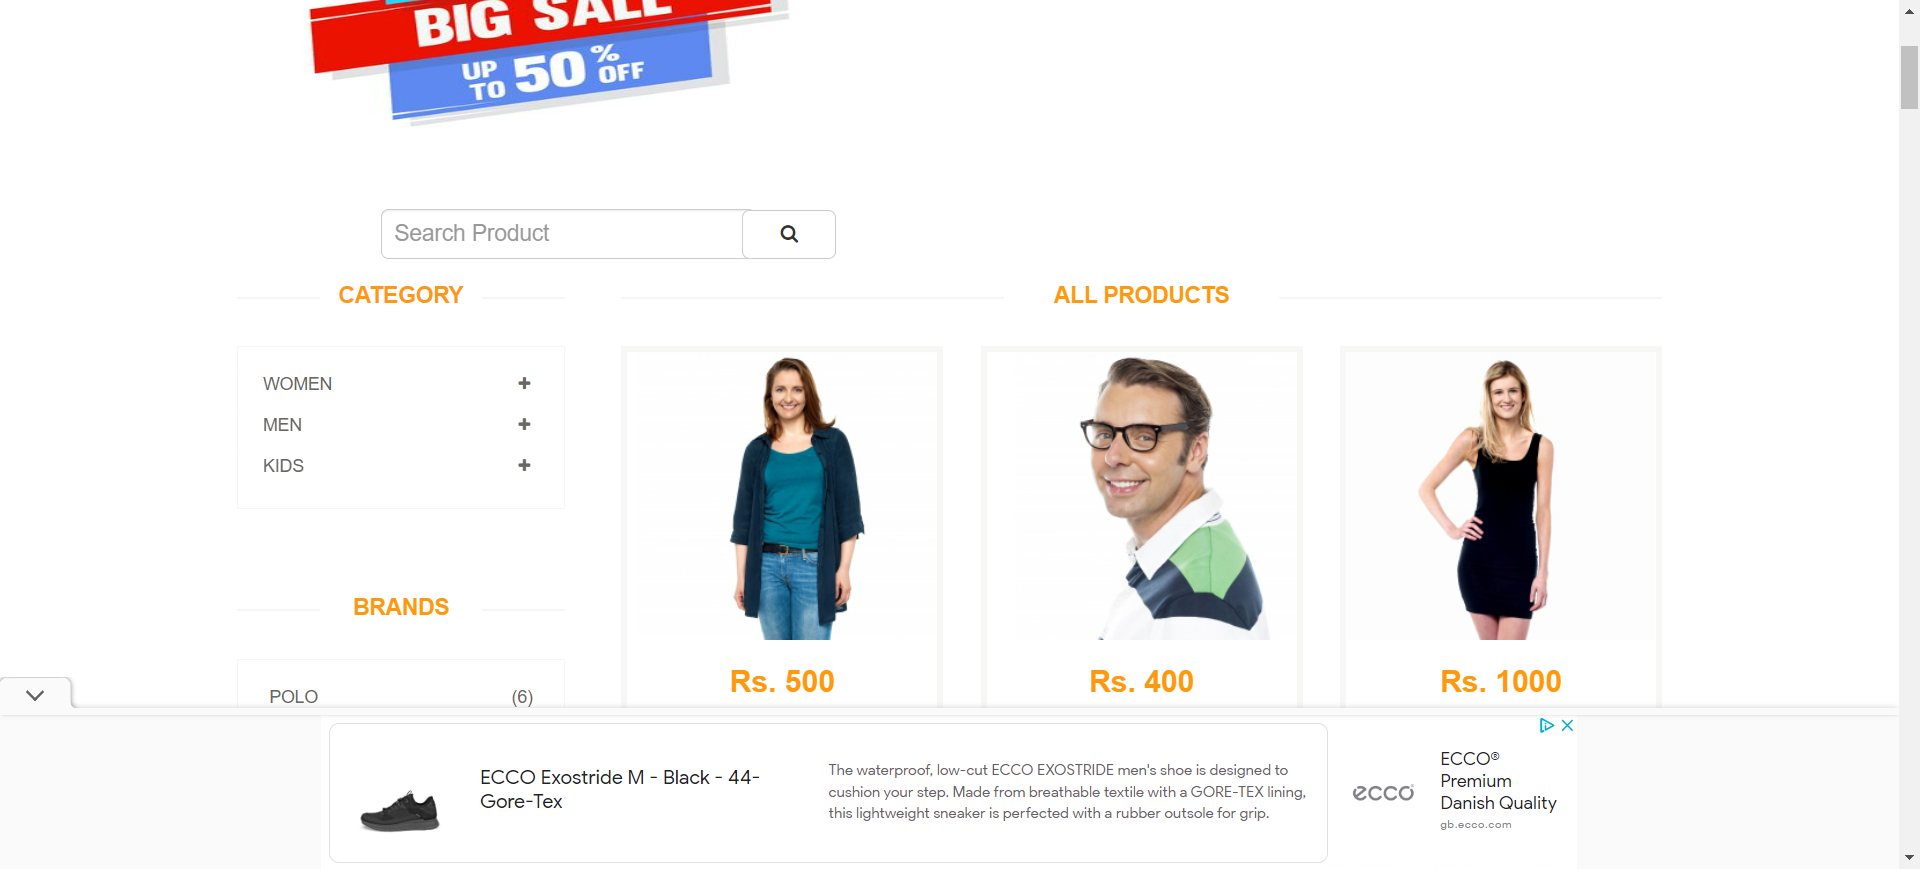 BIG SALE
UP TO 50 % OFF
Search Product
CATEGORY
WOMEN
MEN
KIDS
BRANDS
POLO (6)
ALL PRODUCTS
Rs. 500
Rs. 400
Rs. 1000
ECCO Exostride M - Black - 44-
Gore-Tex
The waterproof, low-cut ECCO EXOSTRIDE men's shoe is designed to
cushion your step. Made from breathable textile with a GORE-TEX lining,
this lightweight sneaker is perfected with a rubber outsole for grip.
ecco
ECCO®
Premium
Danish Quality
gb.ecco.com